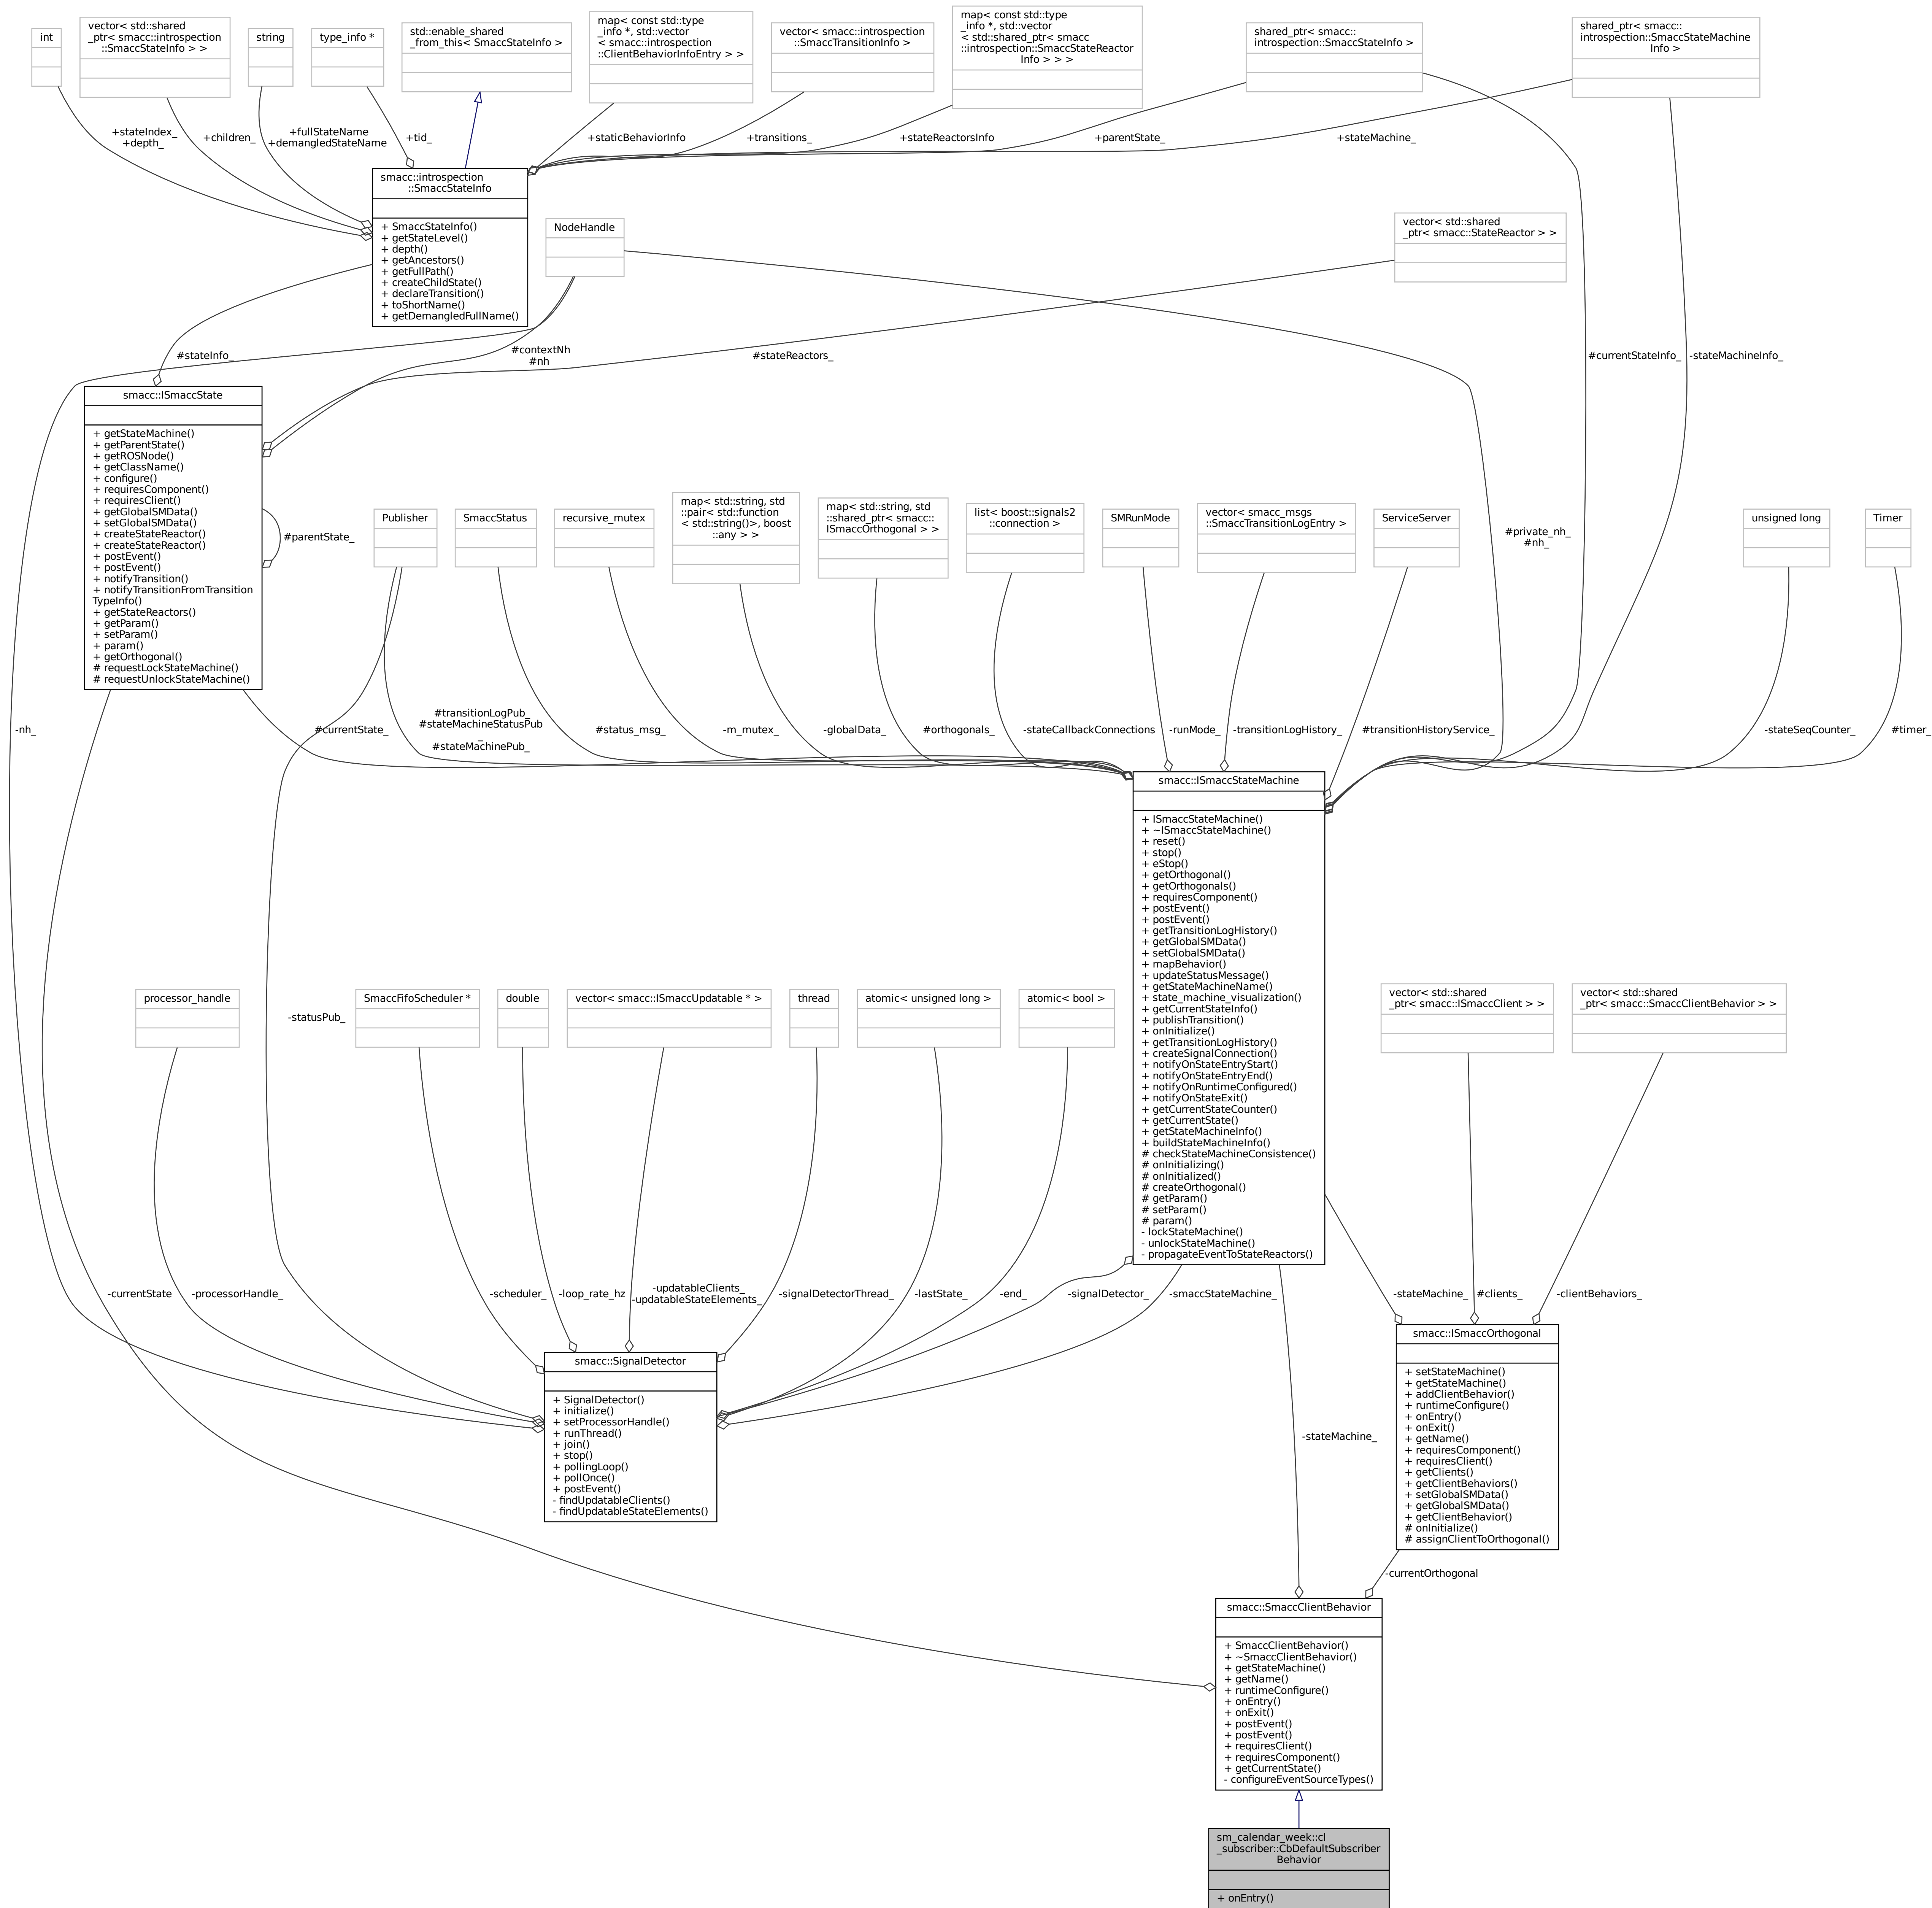 int
vector< std::shared
_ptr< smacc::introspection
::SmaccStateInfo > >
string
type_info *
std::enable_shared
_from_this< SmaccStateInfo >
map< const std::type
_info *, std::vector
< smacc::introspection
::ClientBehaviorInfoEntry > >
vector< smacc::introspection
::SmaccTransitionInfo >
map< const std::type
_info *, std::vector
< std::shared_ptr< smacc
::introspection::SmaccStateReactor
Info > > >
shared_ptr< smacc::
introspection::SmaccStateInfo >
shared_ptr< smacc::
introspection::SmaccStateMachine
Info >
+stateIndex_
+depth_
+children_
+fullStateName
+demangledStateName
+tid_
+staticBehaviorInfo
+transitions_
+stateReactorsInfo
+parentState_
+stateMachine_
smacc::introspection
::SmaccStateInfo
+ SmaccStateInfo()
+ getStateLevel()
+ depth()
+ getAncestors()
+ getFullPath()
+ createChildState()
+ declareTransition()
+ toShortName()
+ getDemangledFullName()
NodeHandle
vector< std::shared
_ptr< smacc::StateReactor > >
#stateInfo_
#contextNh
#nh
#stateReactors_
#currentStateInfo_
-stateMachineInfo_
smacc::ISmaccState
+ getStateMachine()
+ getParentState()
+ getROSNode()
+ getClassName()
+ configure()
+ requiresComponent()
+ requiresClient()
+ getGlobalSMData()
+ setGlobalSMData()
+ createStateReactor()
+ createStateReactor()
+ postEvent()
+ postEvent()
+ notifyTransition()
+ notifyTransitionFromTransition
TypeInfo()
+ getStateReactors()
+ getParam()
+ setParam()
+ param()
+ getOrthogonal()
# requestLockStateMachine()
# requestUnlockStateMachine()
#parentState_
Publisher
SmaccStatus
recursive_mutex
map< std::string, std
::pair< std::function
< std::string()>, boost
::any > >
map< std::string, std
::shared_ptr< smacc::
ISmaccOrthogonal > >
list< boost::signals2
::connection >
SMRunMode
vector< smacc_msgs
::SmaccTransitionLogEntry >
ServiceServer
#private_nh_
#nh_
unsigned long
Timer
-nh_
#currentState_
#transitionLogPub_
#stateMachineStatusPub
_
#stateMachinePub_
#status_msg_
-m_mutex_
-globalData_
#orthogonals_
-stateCallbackConnections
-runMode_
-transitionLogHistory_
#transitionHistoryService_
-stateSeqCounter_
#timer_
smacc::ISmaccStateMachine
+ ISmaccStateMachine()
+ ~ISmaccStateMachine()
+ reset()
+ stop()
+ eStop()
+ getOrthogonal()
+ getOrthogonals()
+ requiresComponent()
+ postEvent()
+ postEvent()
+ getTransitionLogHistory()
+ getGlobalSMData()
+ setGlobalSMData()
+ mapBehavior()
+ updateStatusMessage()
+ getStateMachineName()
+ state_machine_visualization()
+ getCurrentStateInfo()
+ publishTransition()
+ onInitialize()
+ getTransitionLogHistory()
+ createSignalConnection()
+ notifyOnStateEntryStart()
+ notifyOnStateEntryEnd()
+ notifyOnRuntimeConfigured()
+ notifyOnStateExit()
+ getCurrentStateCounter()
+ getCurrentState()
+ getStateMachineInfo()
+ buildStateMachineInfo()
# checkStateMachineConsistence()
# onInitializing()
# onInitialized()
# createOrthogonal()
# getParam()
# setParam()
# param()
- lockStateMachine()
- unlockStateMachine()
- propagateEventToStateReactors()
processor_handle
-statusPub_
SmaccFifoScheduler *
double
vector< smacc::ISmaccUpdatable * >
thread
atomic< unsigned long >
atomic< bool >
vector< std::shared
_ptr< smacc::ISmaccClient > >
vector< std::shared
_ptr< smacc::SmaccClientBehavior > >
-currentState
-processorHandle_
-scheduler_
-loop_rate_hz
-updatableClients_
-updatableStateElements_
-signalDetectorThread_
-lastState_
-end_
-signalDetector_
-smaccStateMachine_
-stateMachine_
#clients_
-clientBehaviors_
smacc::SignalDetector
+ SignalDetector()
+ initialize()
+ setProcessorHandle()
+ runThread()
+ join()
+ stop()
+ pollingLoop()
+ pollOnce()
+ postEvent()
- findUpdatableClients()
- findUpdatableStateElements()
-stateMachine_
smacc::ISmaccOrthogonal
+ setStateMachine()
+ getStateMachine()
+ addClientBehavior()
+ runtimeConfigure()
+ onEntry()
+ onExit()
+ getName()
+ requiresComponent()
+ requiresClient()
+ getClients()
+ getClientBehaviors()
+ setGlobalSMData()
+ getGlobalSMData()
+ getClientBehavior()
# onInitialize()
# assignClientToOrthogonal()
-currentOrthogonal
smacc::SmaccClientBehavior
+ SmaccClientBehavior()
+ ~SmaccClientBehavior()
+ getStateMachine()
+ getName()
+ runtimeConfigure()
+ onEntry()
+ onExit()
+ postEvent()
+ postEvent()
+ requiresClient()
+ requiresComponent()
+ getCurrentState()
- configureEventSourceTypes()
sm_calendar_week::cl
_subscriber::CbDefaultSubscriber
Behavior
+ onEntry()